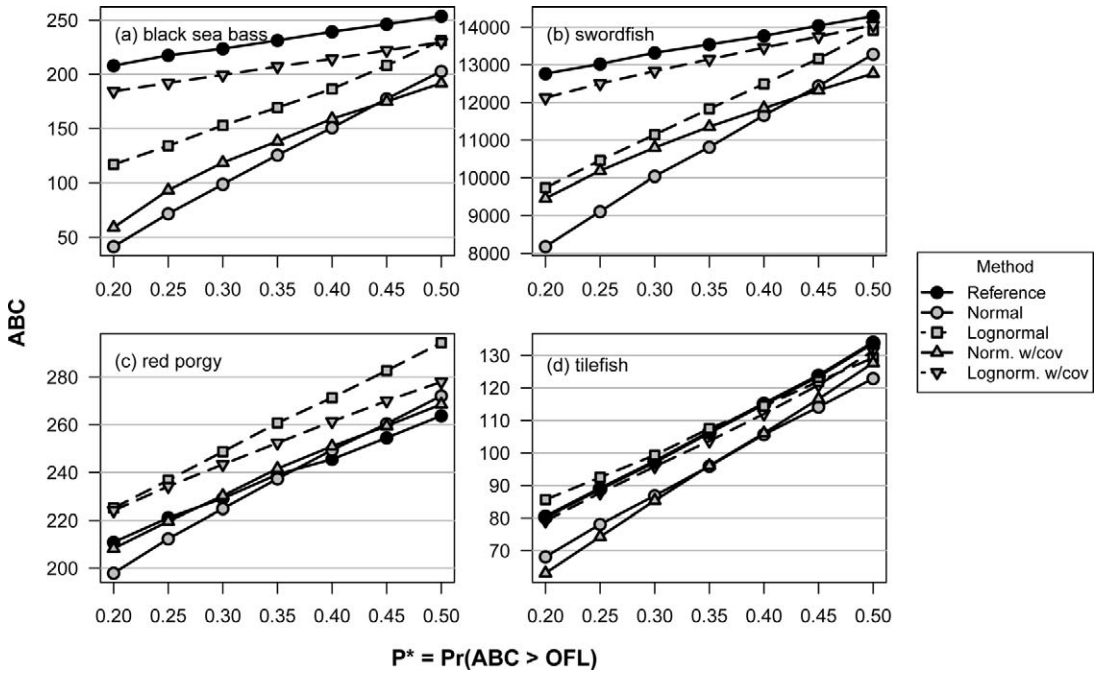 (a) black sea bass
250
200
150
100
50
0.20 0.25 0.30 0.35 0.40 0.45 0.50
(b) swordfish
14000
13000
12000
11000
10000
9000
8000
0.20 0.25 0.30 0.35 0.40 0.45 0.50
(c) red porgy
280
260
240
220
200
0.20 0.25 0.30 0.35 0.40 0.45 0.50
(d) tilefish
130
120
110
100
90
80
70
0.20 0.25 0.30 0.35 0.40 0.45 0.50
ABC
P* = Pr(ABC > OFL)
Method
Reference
Normal
Lognormal
Norm. w/cov
Lognorm. w/cov